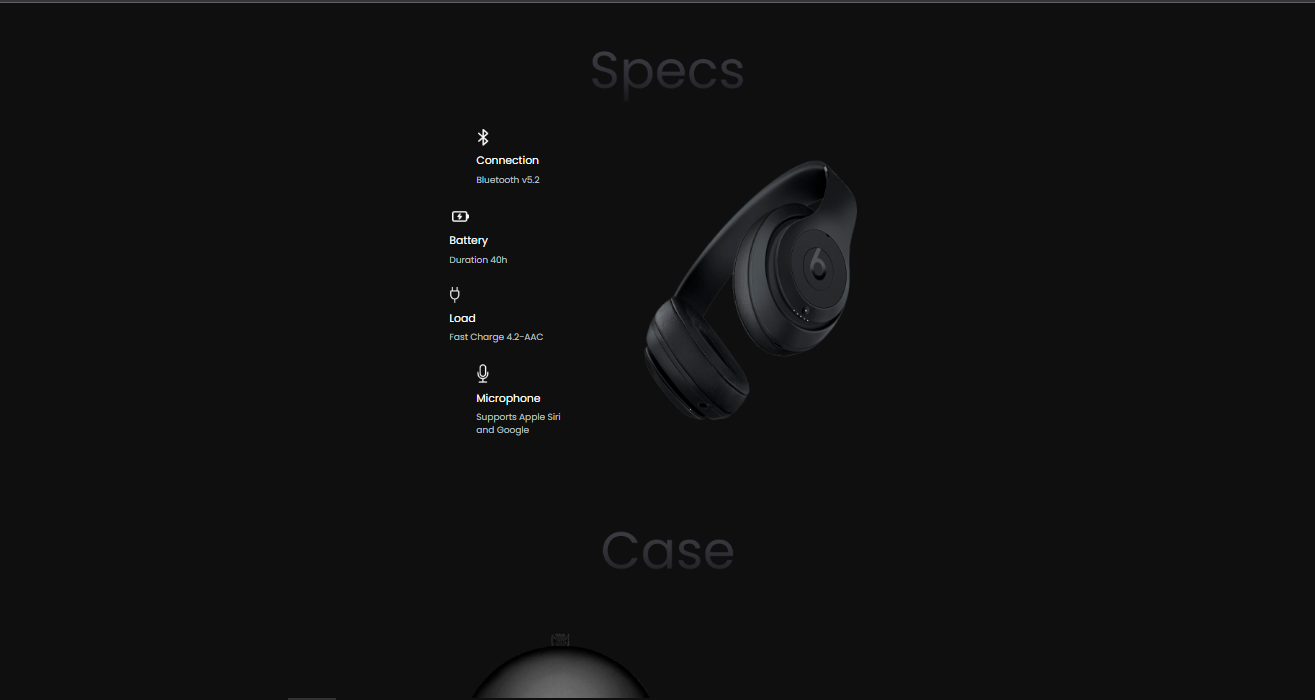 Specs
Connection
Bluetooth v5.2
Battery
Duration 40h
Load
Fast Charge 4.2-AAC
Microphone
Supports Apple Siri
and Google
Case